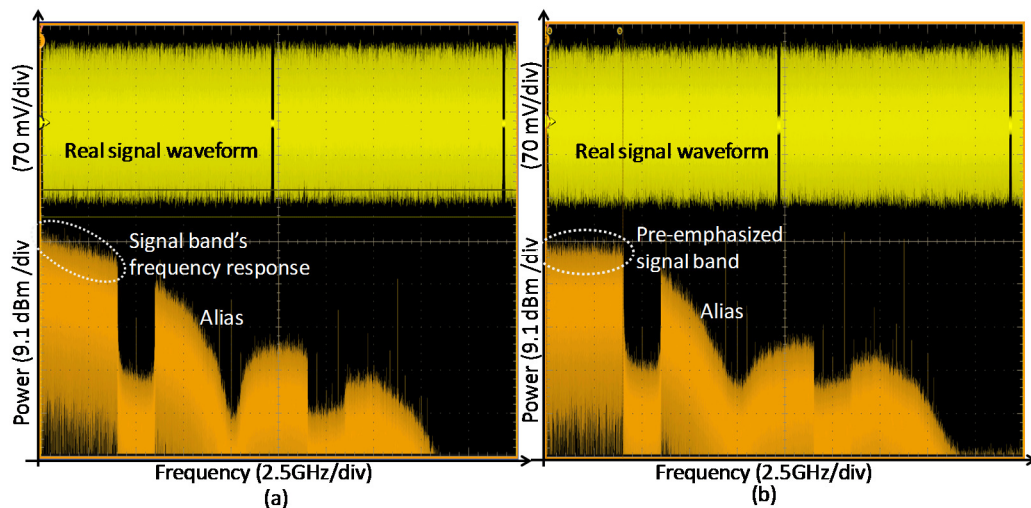 (70 mV/div)
Real signal waveform
Power (9.1 dBm /div
Signal band's
frequency response
Alias
Frequency (2.5GHz/div)
(a)
(70 mV/div)
Real signal waveform
Power (9.1 dBm /div
Pre-emphasized
signal band
Alias
Frequency (2.5GHz/div)
(b)